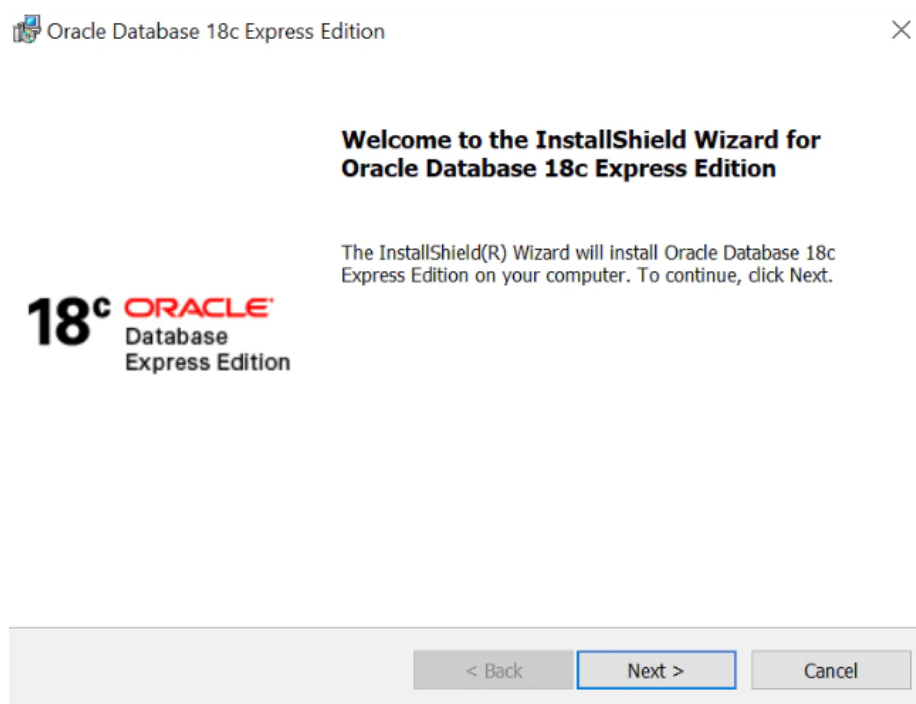 Oracle Database 18c Express Edition
Welcome to the InstallShield Wizard for
Oracle Database 18c Express Edition
The InstallShield(R) Wizard will install Oracle Database 18c
Express Edition on your computer. To continue, click Next.
18c ORACLE
Database
Express Edition
< Back
Next >
Cancel